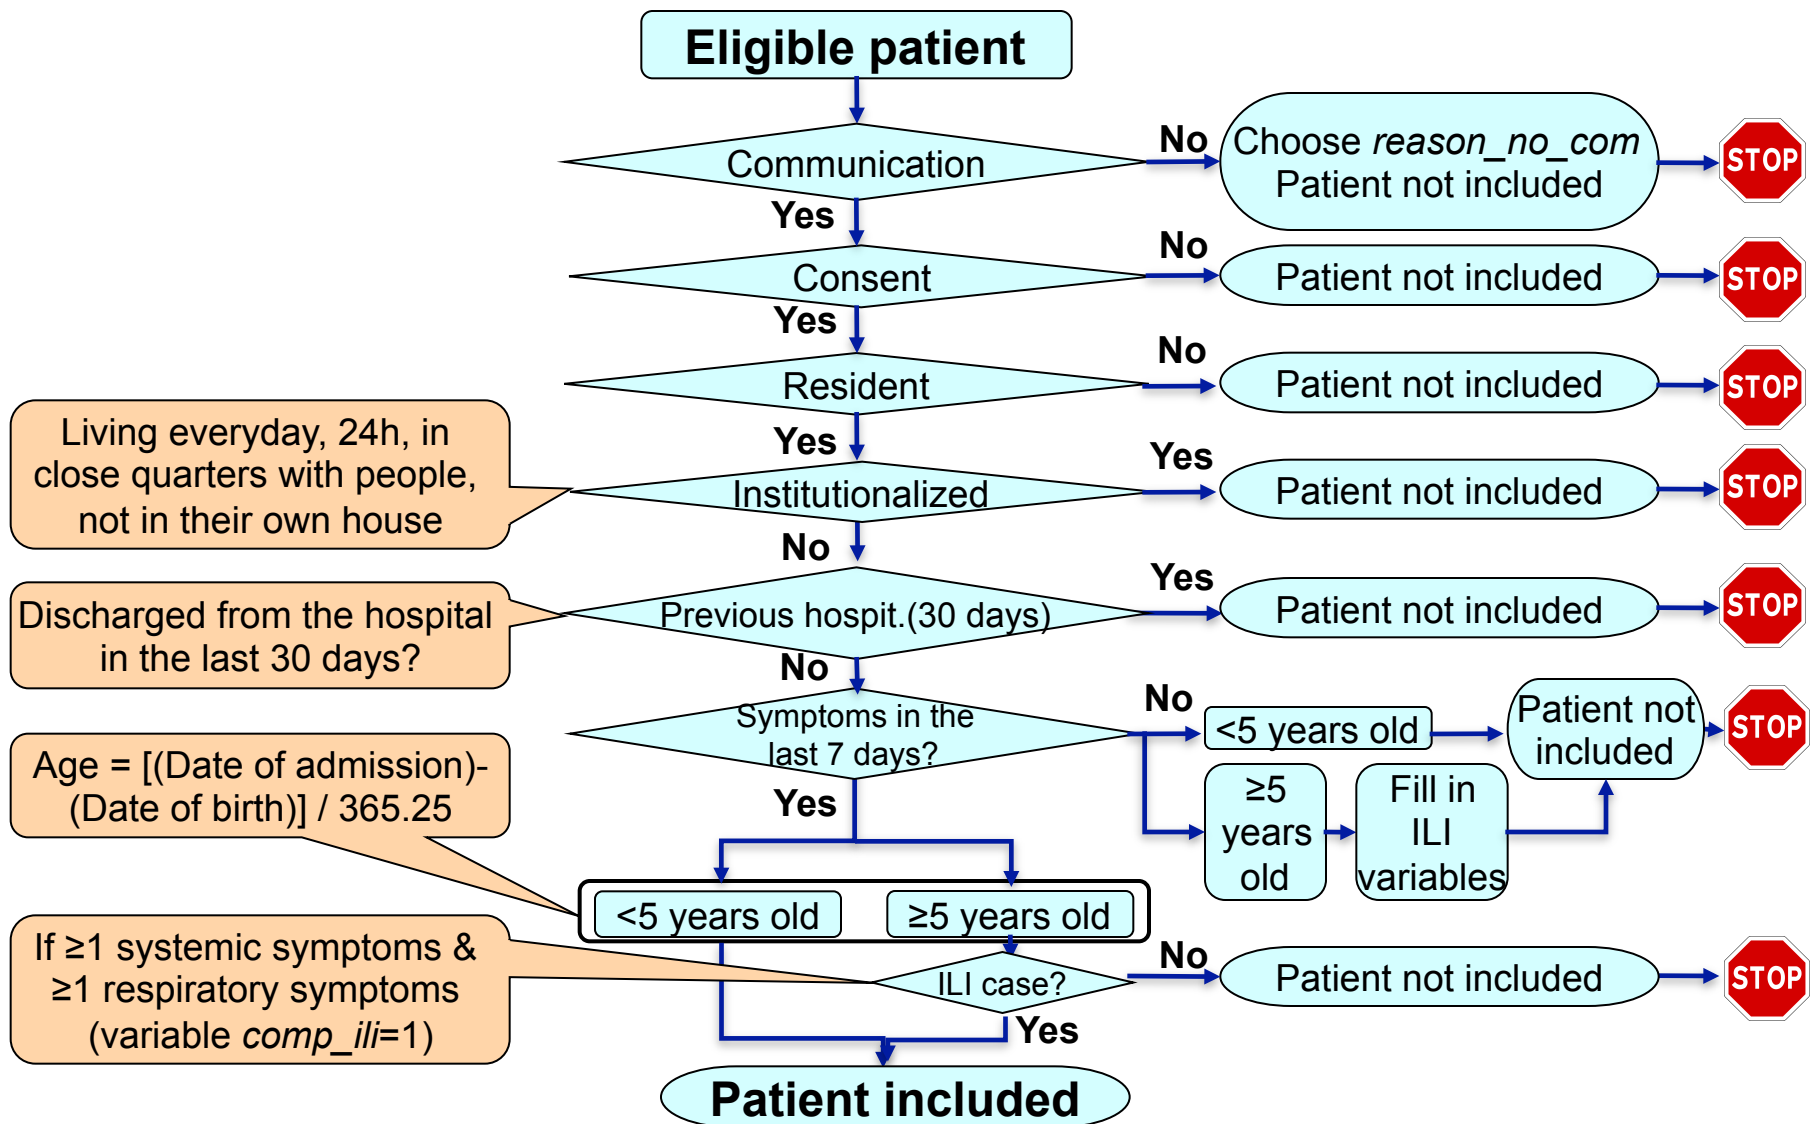 Eligible patient
Communication
No
Choose reason_no_com
Patient not included
STOP
Yes
Consent
No
Patient not included
STOP
Yes
Resident
No
Patient not included
STOP
Yes
Living everyday, 24h, in
close quarters with people,
not in their own house
Institutionalized
Yes
Patient not included
STOP
No
Discharged from the hospital
in the last 30 days?
Previous hospit.(30 days)
Yes
Patient not included
STOP
No
Symptoms in the
last 7 days?
No
<5 years old
Patient not
included
STOP
≥5
years
old
Fill in
ILI
variables
Yes
Age = [(Date of admission)-
(Date of birth)] / 365.25
<5 years old
≥5 years old
If ≥1 systemic symptoms &
≥1 respiratory symptoms
(variable comp_ili=1)
ILI case?
No
Patient not included
STOP
Yes
Patient included